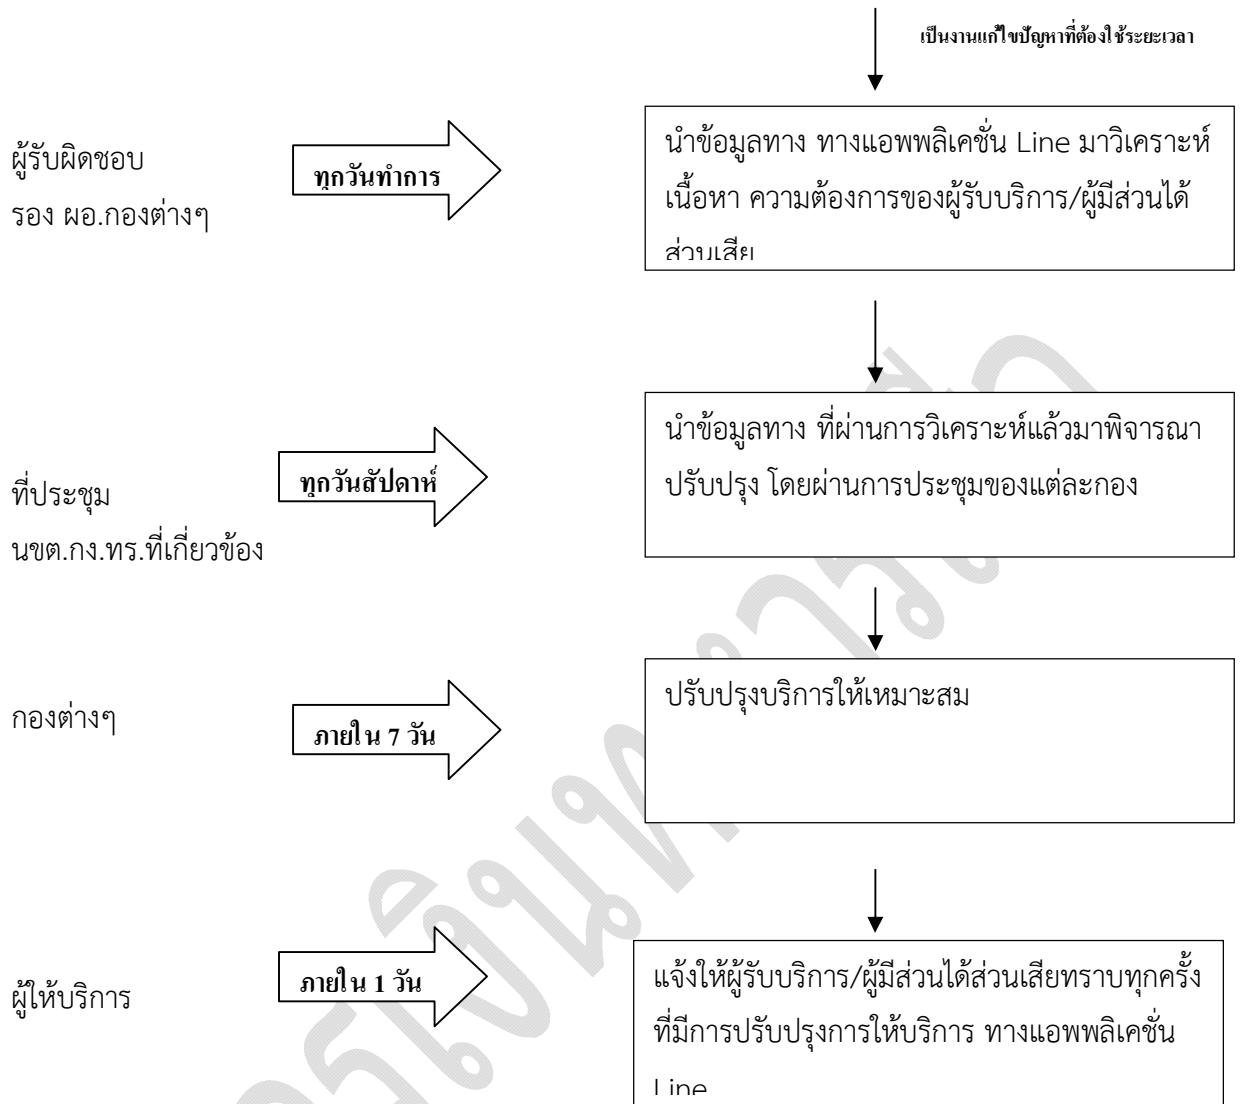 เป็นงานแก้ไขปัญหาที่ต้องใช้ระยะเวลา
ผู้รับผิดชอบ
รอง ผอ.กองต่างๆ
ทุกวันทำการ
นำข้อมูลทาง ทางแอพพลิเคชั่น Line มาวิเคราะห์
เนื้อหา ความต้องการของผู้รับบริการ/ผู้มีส่วนได้
ส่วนเสีย
ที่ประชุม
นขต.กง.ทร.ที่เกี่ยวข้อง
ทุกวันสัปดาห์
นำข้อมูลทาง ที่ผ่านการวิเคราะห์แล้วมาพิจารณา
ปรับปรุง โดยผ่านการประชุมของแต่ละกอง
กองต่างๆ
ภายใน 7 วัน
ปรับปรุงบริการให้เหมาะสม
ผู้ให้บริการ
ภายใน 1 วัน
แจ้งให้ผู้รับบริการ/ผู้มีส่วนได้ส่วนเสียทราบทุกครั้ง
ที่มีการปรับปรุงการให้บริการ ทางแอพพลิเคชั่น
Line